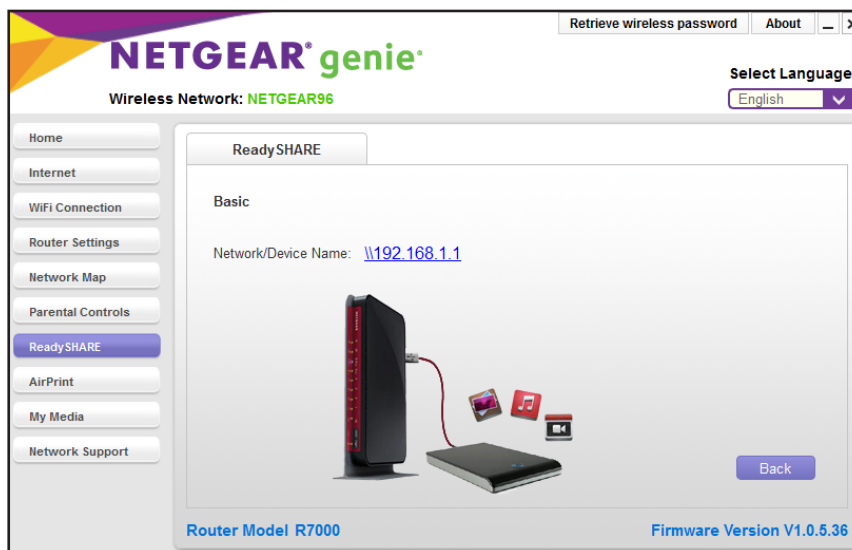 Retrieve wireless password About
NETGEAR® genie®
Select Language
Wireless Network: NETGEAR96
English
Home
Internet
WiFi Connection
Router Settings
Network Map
Parental Controls
ReadySHARE
AirPrint
My Media
Network Support
ReadySHARE
Basic
Network/Device Name: \\192.168.1.1
Back
Router Model R7000
Firmware Version V1.0.5.36